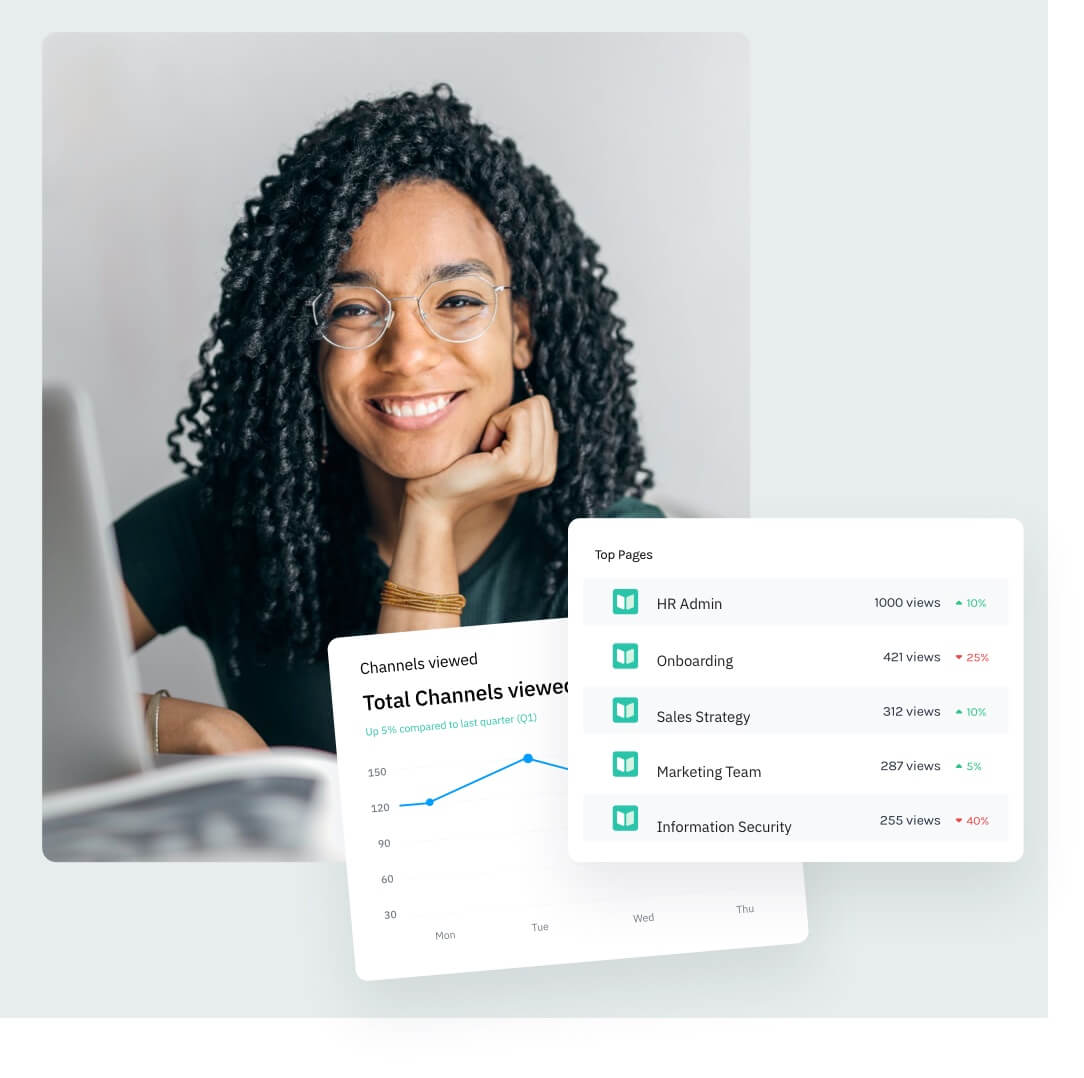 Top Pages
HR Admin 1000 views 10%
Onboarding 421 views 25%
Sales Strategy 312 views 10%
Marketing Team 287 views 5%
Information Security 255 views 40%
Channels viewed
Total Channels viewed
Up 5% compared to last quarter (Q1)
150
120
90
60
30
Mon Tue Wed Thu